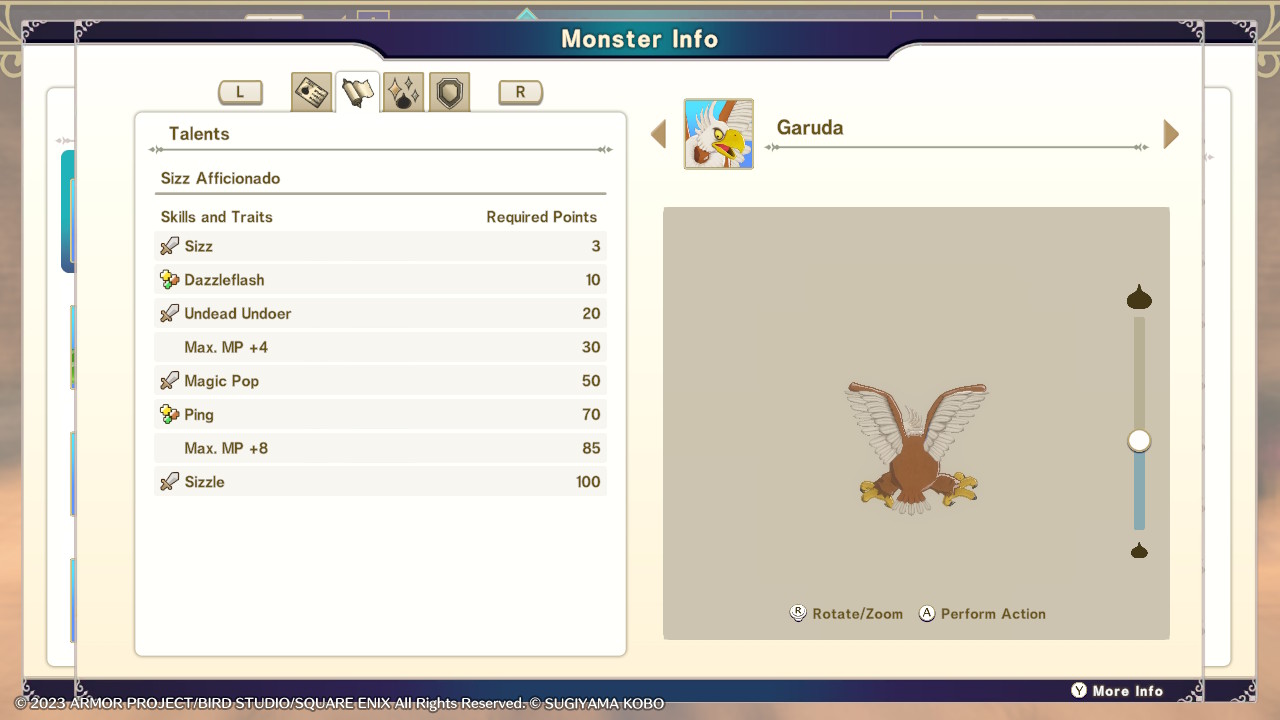 Monster Info
L
R
Talents
Sizz Afficionado
Skills and Traits Required Points
Sizz 3
Dazzleflash 10
Undead Undoer 20
Max. MP +4 30
Magic Pop 50
Ping 70
Max. MP +8 85
Sizzle 100
Garuda
R Rotate/Zoom A Perform Action
Y More Info
© 2023 ARMOR PROJECT/BIRD STUDIO/SQUARE ENIX All Rights Reserved. © SUGIYAMA KOBO